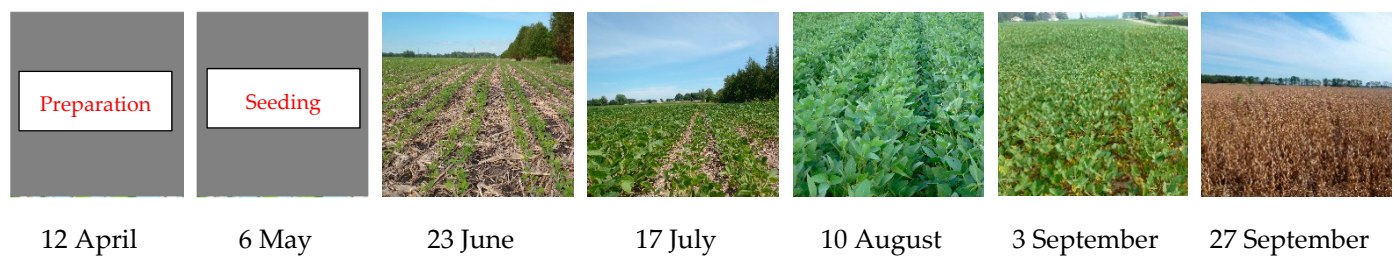 Preparation
Seeding
12 April
6 May
23 June
17 July
10 August
3 September
27 September